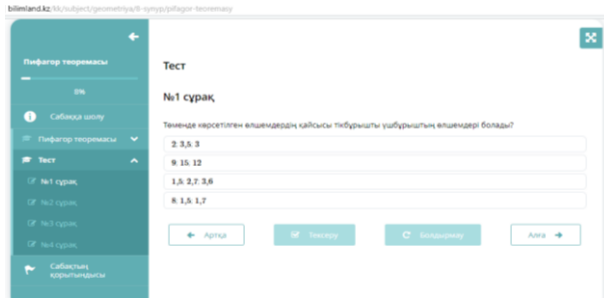 bilimland.kz/kk/subject/geometriya/8-synyp/pifagor-teoremasy
Пифагор теоремасы
0%
Сабаққа шолу
Пифагор теоремасы
Тест
№1 сұрақ
№2 сұрақ
№3 сұрақ
№4 сұрақ
Сабақтың
қорытындысы
Тест
№1 сұрақ
Төменде көрсетілген өлшемдердің қайсысы тікбұрышты үшбұрыштың өлшемдері болады?
2; 3,5; 3
9; 15; 12
1,5; 2,7; 3,6
8; 1,5; 1,7
Артқа
Тексеру
Болдырмау
Алға